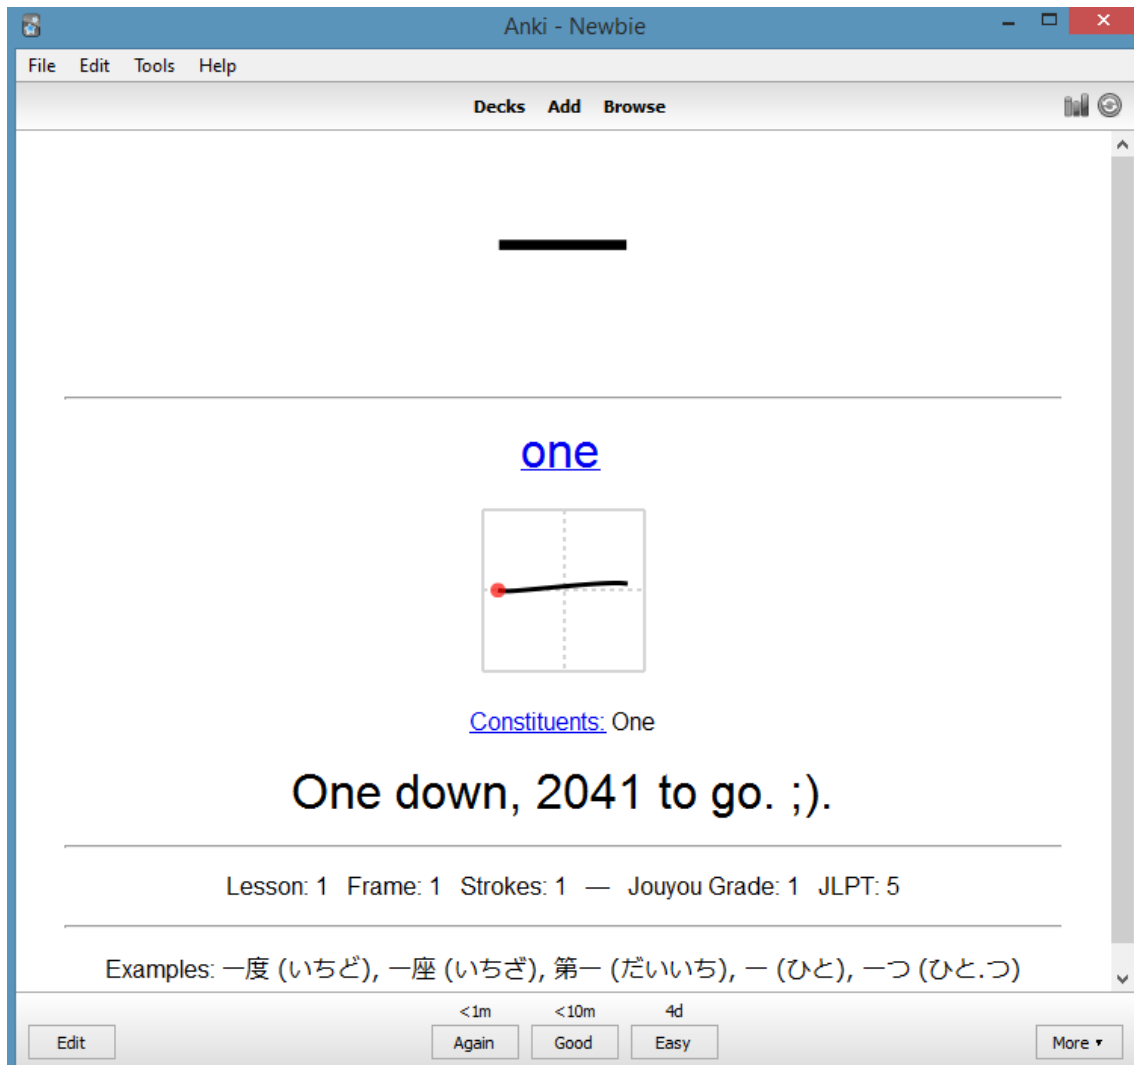 Anki - Newbie
File Edit Tools Help
Decks Add Browse
一
one
Constituents: One
One down, 2041 to go. ;).
Lesson: 1 Frame: 1 Strokes: 1 — Jouyou Grade: 1 JLPT: 5
Examples: 一度 (いちど), 一座 (いちざ), 第一 (だいいち), 一 (ひと), 一つ (ひと.つ)
<1m <10m 4d
Edit Again Good Easy More ▾